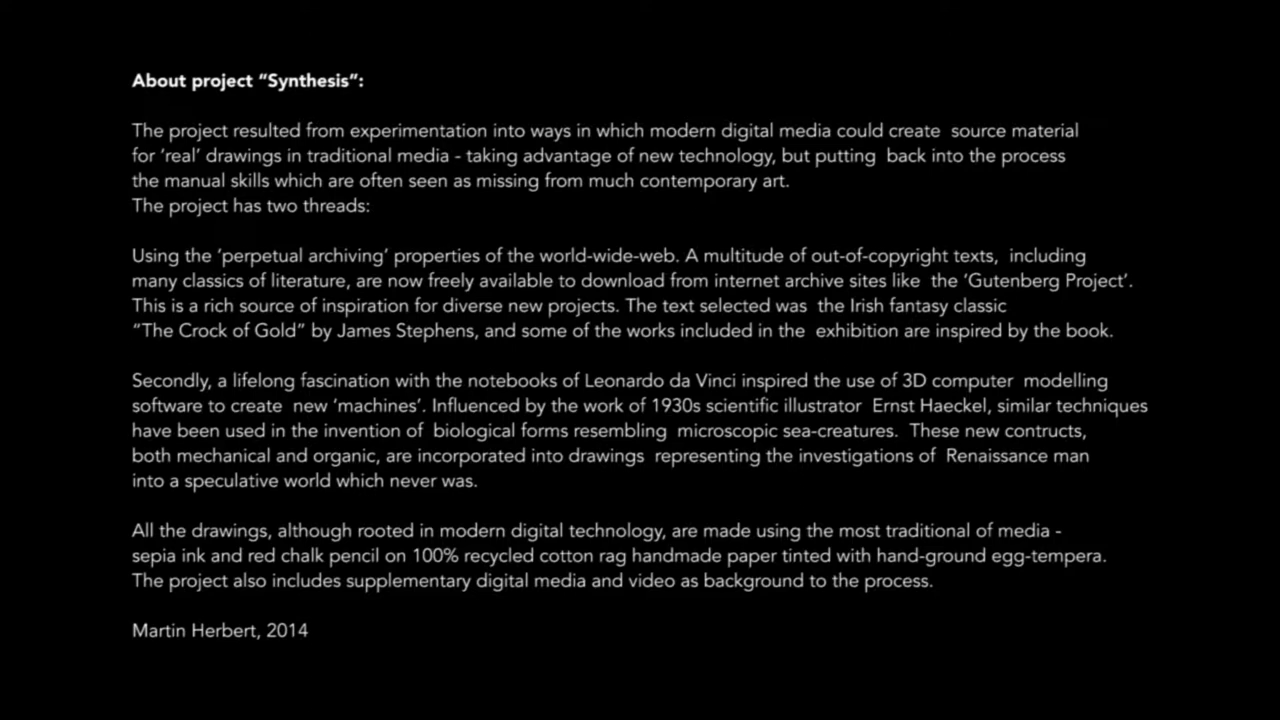 About project “Synthesis”:
The project resulted from experimentation into ways in which modern digital media could create source material
for ‘real’ drawings in traditional media - taking advantage of new technology, but putting back into the process
the manual skills which are often seen as missing from much contemporary art.
The project has two threads:
Using the ‘perpetual archiving’ properties of the world-wide-web. A multitude of out-of-copyright texts, including
many classics of literature, are now freely available to download from internet archive sites like the ‘Gutenberg Project’.
This is a rich source of inspiration for diverse new projects. The text selected was the Irish fantasy classic
“The Crock of Gold” by James Stephens, and some of the works included in the exhibition are inspired by the book.
Secondly, a lifelong fascination with the notebooks of Leonardo da Vinci inspired the use of 3D computer modelling
software to create new ‘machines’. Influenced by the work of 1930s scientific illustrator Ernst Haeckel, similar techniques
have been used in the invention of biological forms resembling microscopic sea-creatures. These new contructs,
both mechanical and organic, are incorporated into drawings representing the investigations of Renaissance man
into a speculative world which never was.
All the drawings, although rooted in modern digital technology, are made using the most traditional of media -
sepia ink and red chalk pencil on 100% recycled cotton rag handmade paper tinted with hand-ground egg-tempera.
The project also includes supplementary digital media and video as background to the process.
Martin Herbert, 2014